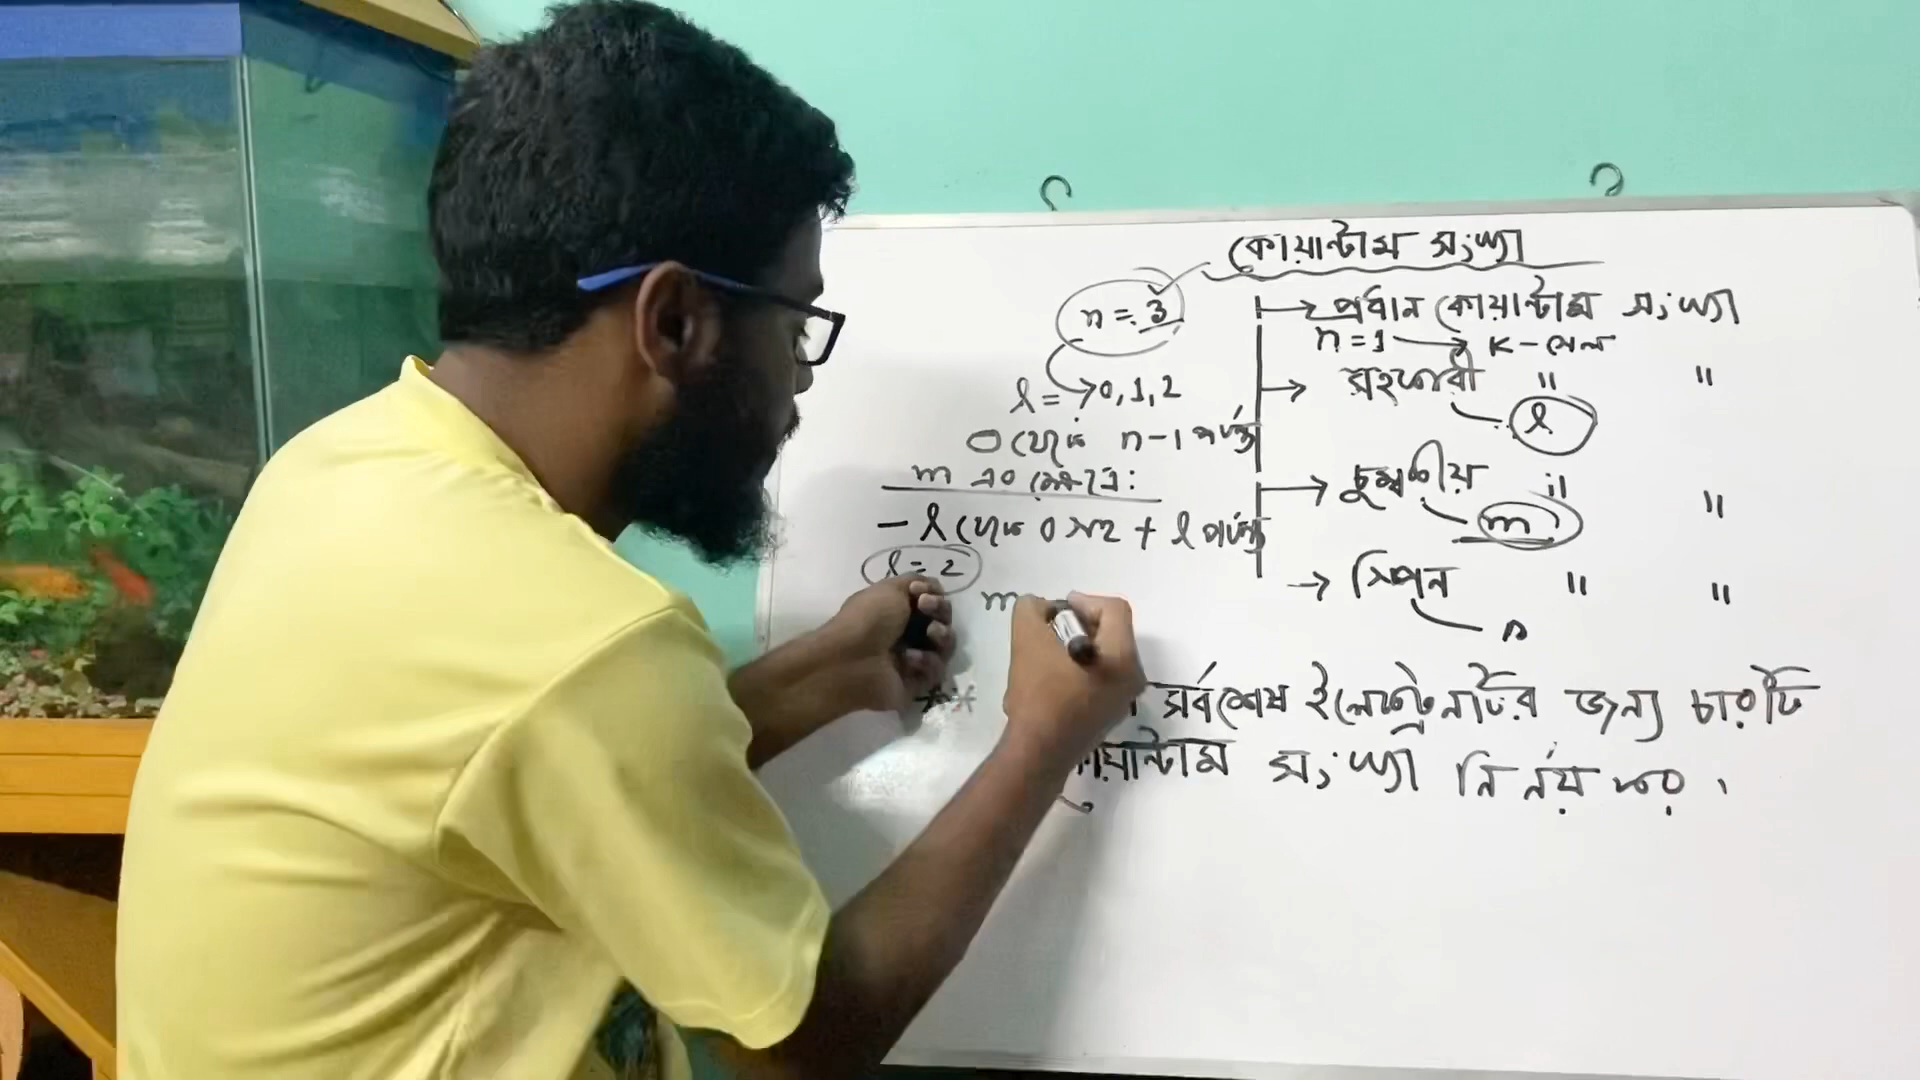 কোয়ান্টাম সংখ্যা
n = 3
→ প্রধান কোয়ান্টাম সংখ্যা
n = 1 → K - শেল
l = → 0, 1, 2
→ সহকারী " "
l
0 থেকে n - 1 পর্যন্ত
m এর ক্ষেত্রে:
→ চুম্বকীয় " "
m
- l থেকে 0 সহ + l পর্যন্ত
l = 2
m
→ স্পিন " "
s
** সর্বশেষ ইলেকট্রনটির জন্য চারটি
কোয়ান্টাম সংখ্যা নির্ণয় কর।